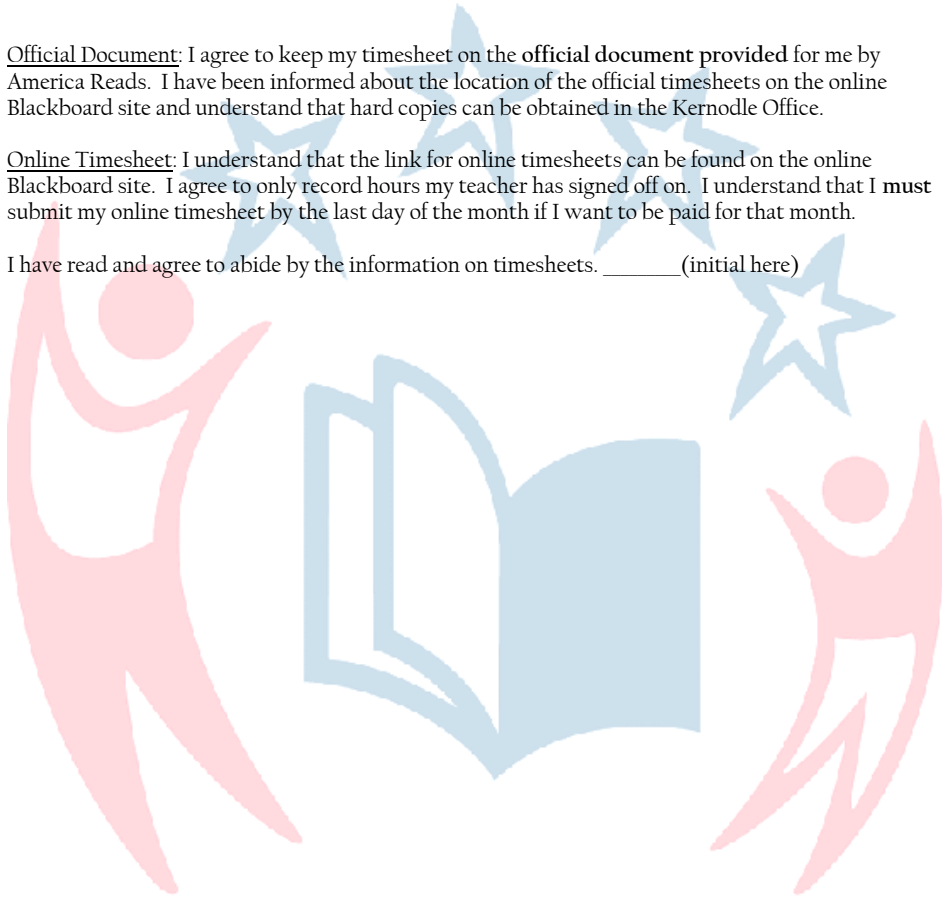 Official Document: I agree to keep my timesheet on the official document provided for me by
America Reads.  I have been informed about the location of the official timesheets on the online
Blackboard site and understand that hard copies can be obtained in the Kernodle Office.
Online Timesheet: I understand that the link for online timesheets can be found on the online
Blackboard site.  I agree to only record hours my teacher has signed off on.  I understand that I must
submit my online timesheet by the last day of the month if I want to be paid for that month.
I have read and agree to abide by the information on timesheets. _______(initial here)